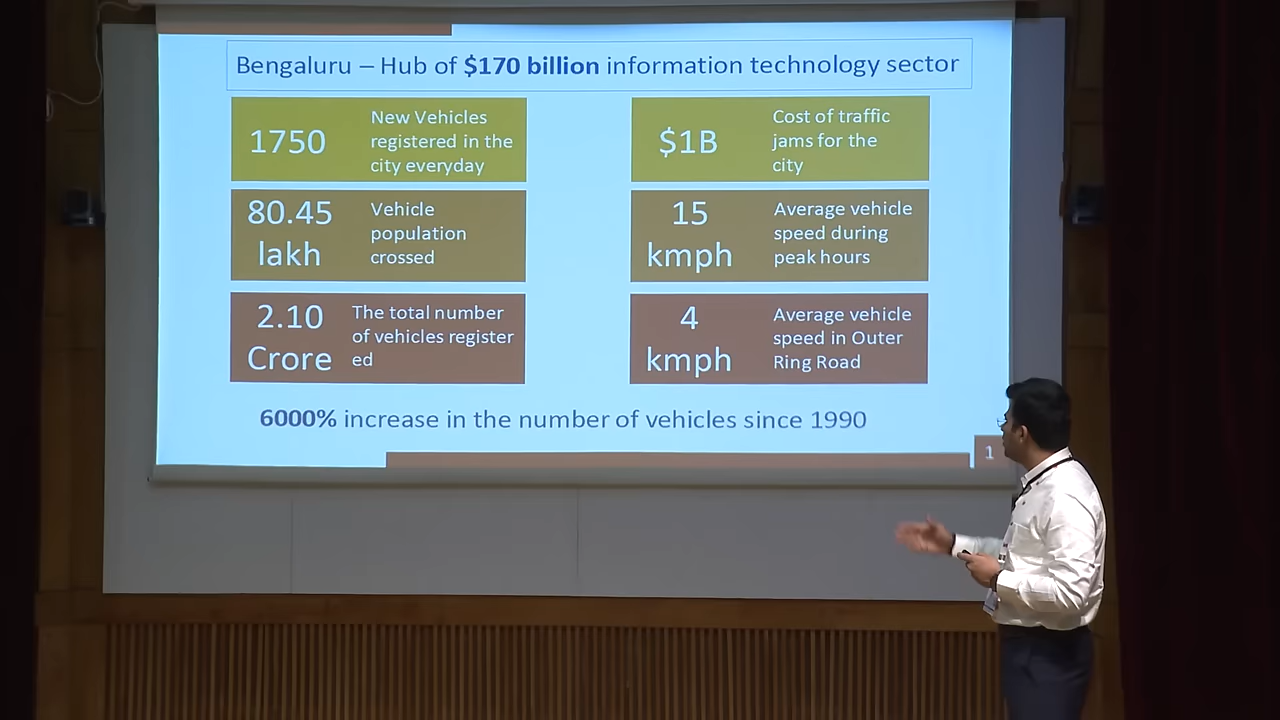 Bengaluru – Hub of $170 billion information technology sector
1750
New Vehicles
registered in the
city everyday
$1B
Cost of traffic
jams for the
city
80.45
lakh
Vehicle
population
crossed
15
kmph
Average vehicle
speed during
peak hours
2.10
Crore
The total number
of vehicles register
ed
4
kmph
Average vehicle
speed in Outer
Ring Road
6000% increase in the number of vehicles since 1990
1